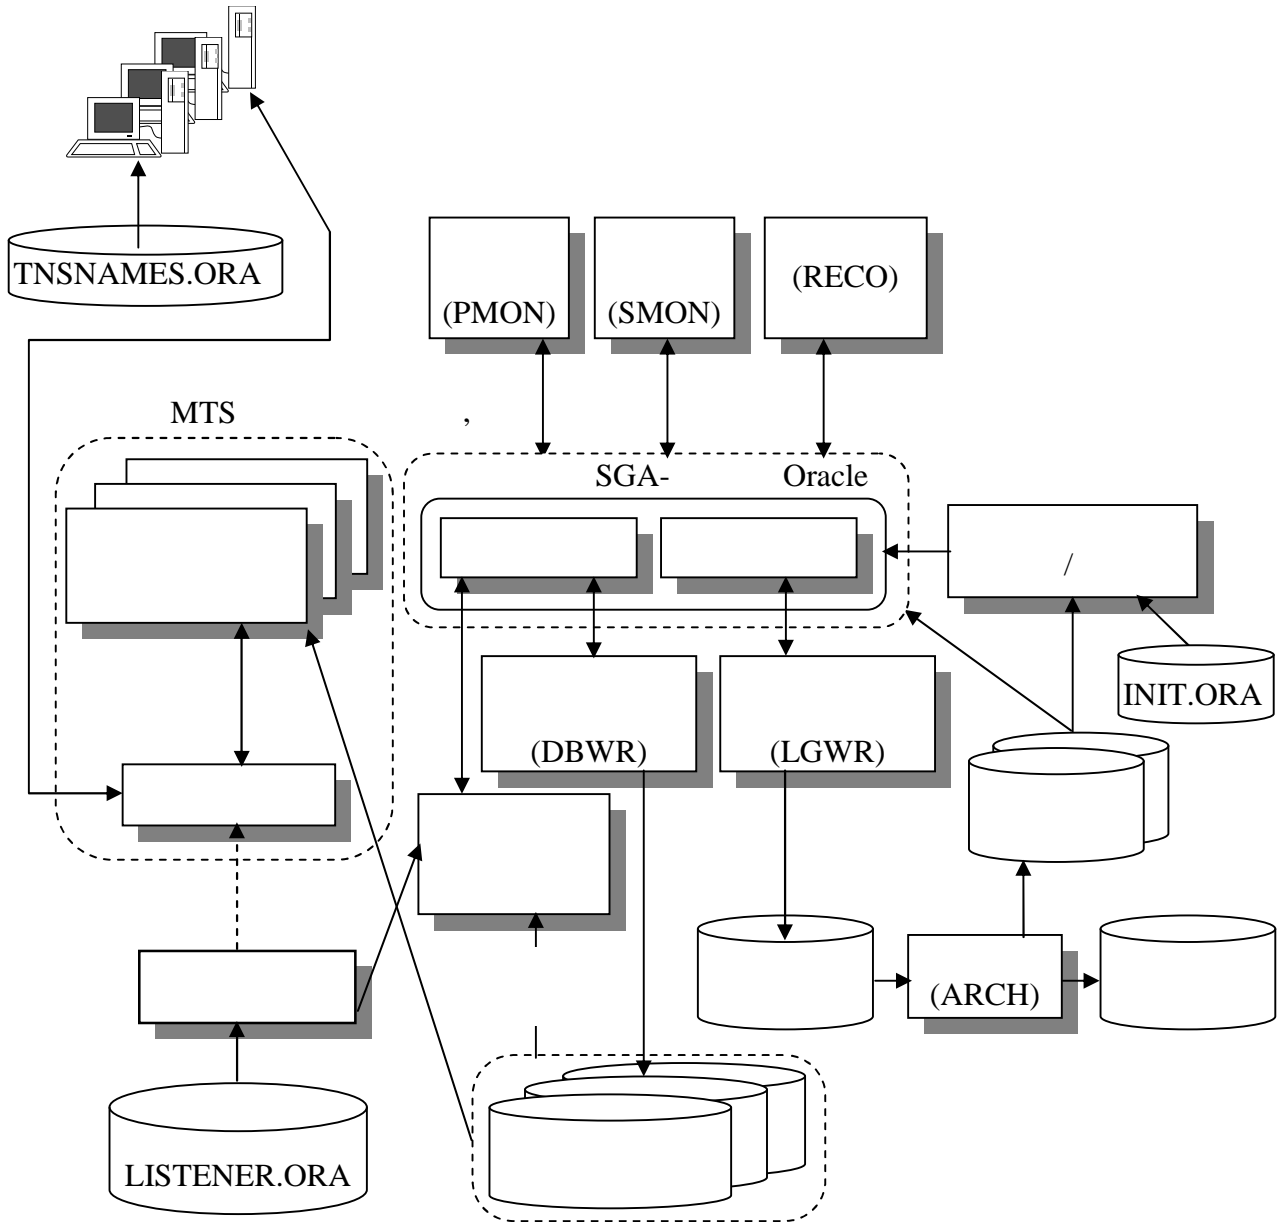 TNSNAMES.ORA
(PMON)
(SMON)
(RECO)
MTS
,
SGA- Oracle
/
INIT.ORA
(DBWR)
(LGWR)
(ARCH)
LISTENER.ORA